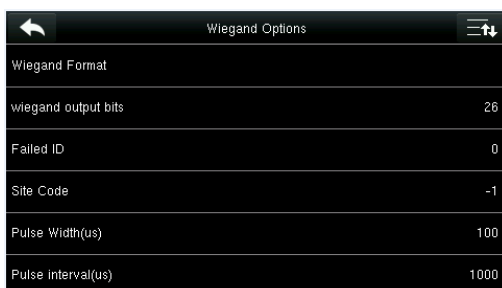 Wiegand Options
Wiegand Format
wiegand output bits 26
Failed ID 0
Site Code -1
Pulse Width(us) 100
Pulse interval(us) 1000